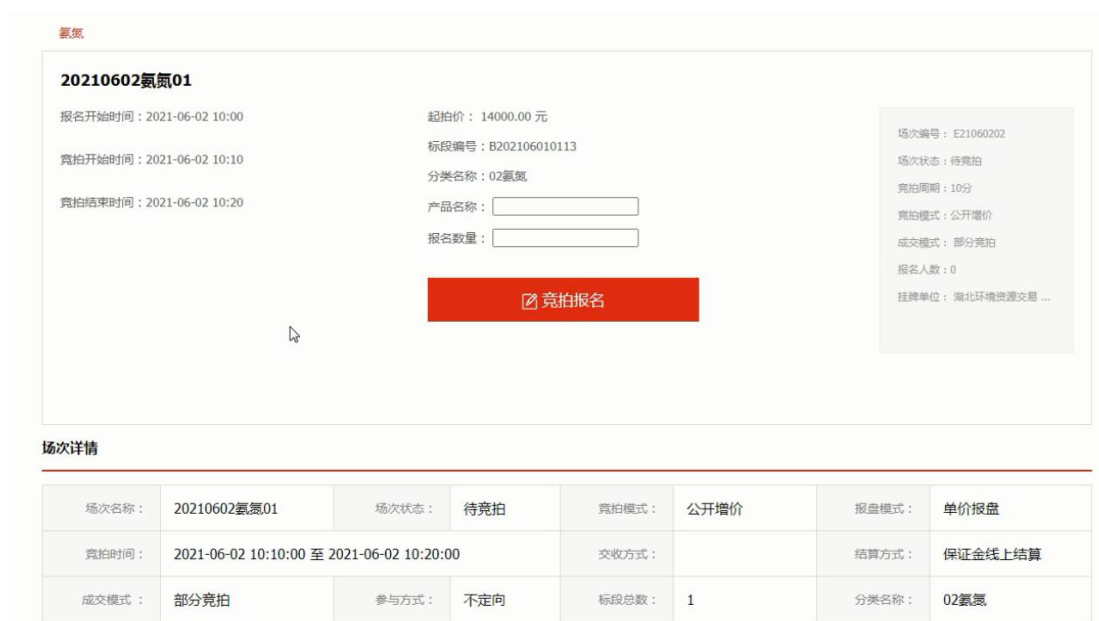 氨氮
20210602氨氮01
报名开始时间：2021-06-02 10:00
竞拍开始时间：2021-06-02 10:10
竞拍结束时间：2021-06-02 10:20
起拍价： 14000.00 元
标段编号：B202106010113
分类名称：02氨氮
产品名称：
报名数量：
竞拍报名
场次编号： E21060202
场次状态：待竞拍
竞拍周期：10分
竞拍模式：公开增价
成交模式： 部分竞拍
报名人数：0
挂牌单位： 湖北环境资源交易 ...
场次详情
场次名称： 20210602氨氮01 场次状态： 待竞拍 竞拍模式： 公开增价 报盘模式： 单价报盘
竞拍时间： 2021-06-02 10:10:00 至 2021-06-02 10:20:00 交收方式： 结算方式： 保证金线上结算
成交模式 ： 部分竞拍 参与方式： 不定向 标段总数： 1 分类名称： 02氨氮